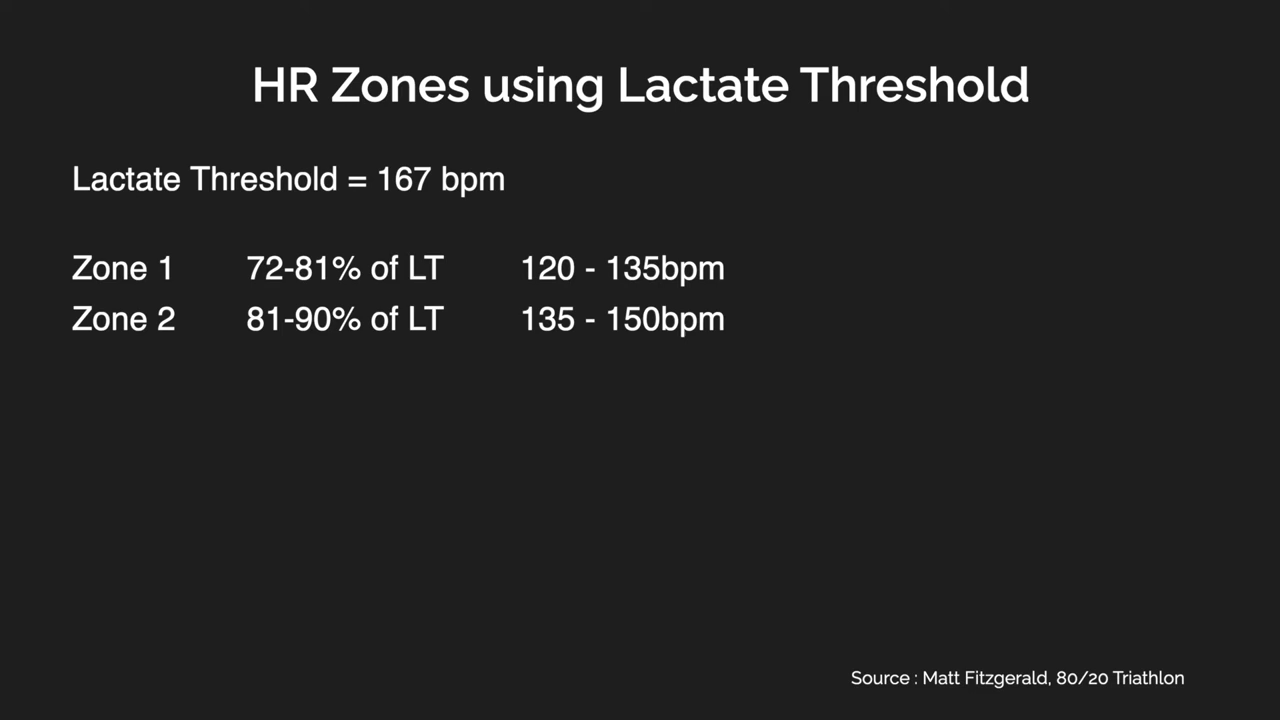 HR Zones using Lactate Threshold
Lactate Threshold = 167 bpm
Zone 1 72-81% of LT 120 - 135bpm
Zone 2 81-90% of LT 135 - 150bpm
Source : Matt Fitzgerald, 80/20 Triathlon